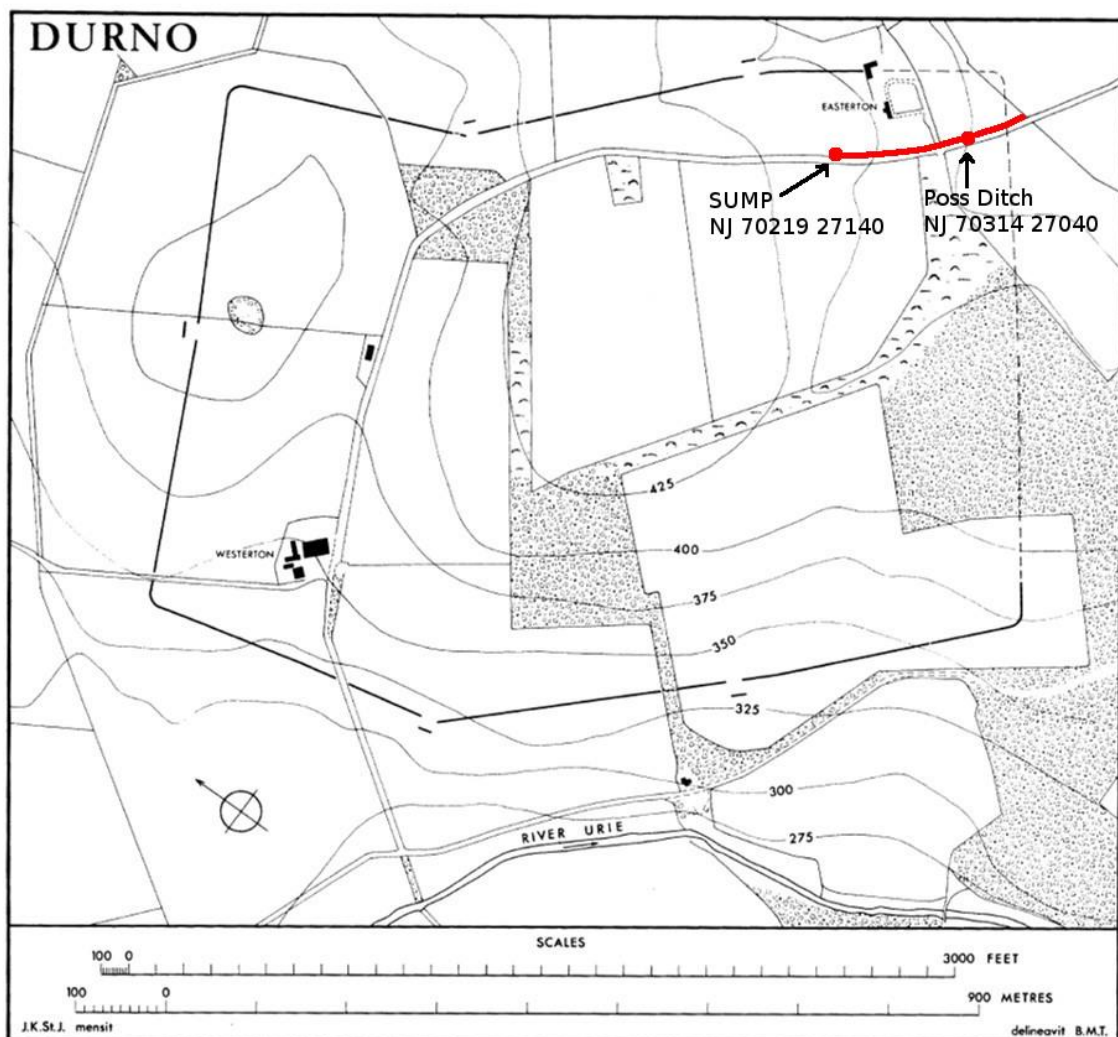 DURNO
EASTERTON
SUMP
NJ 70219 27140
Poss Ditch
NJ 70314 27040
425
400
WESTERTON
375
350
325
300
275
RIVER URIE
SCALES
100 0 3000 FEET
100 0 900 METRES
J.K.St.J. mensit delineavit B.M.T.